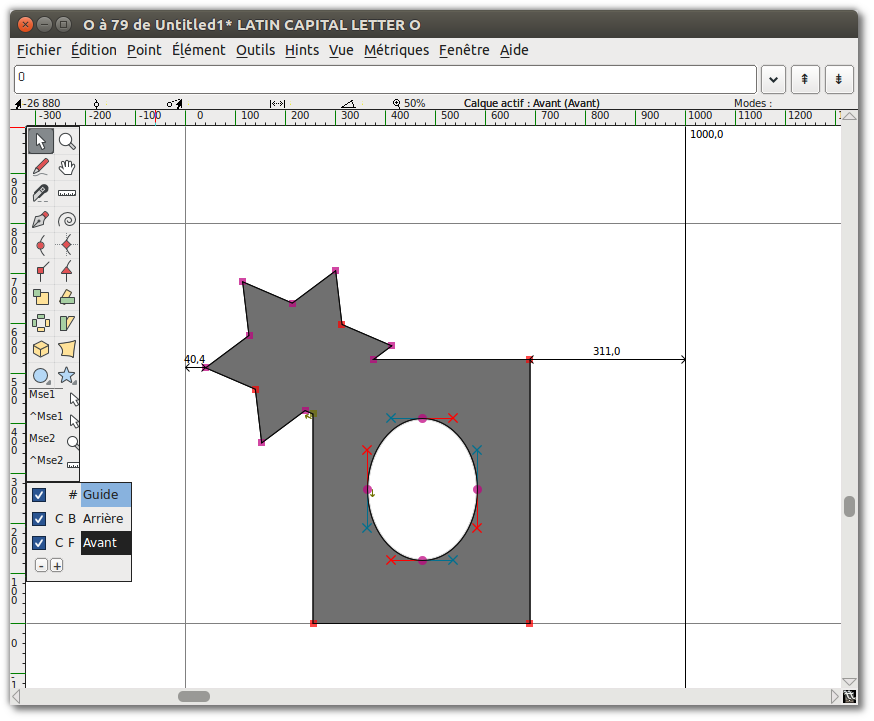 O à 79 de Untitled1* LATIN CAPITAL LETTER O
Fichier Édition Point Élément Outils Hints Vue Métriques Fenêtre Aide
O
-26 880 50% Calque actif : Avant (Avant) Modes :
-300 -200 -100 0 100 200 300 400 500 600 700 800 900 1000 1100 1200
1000,0
900
800
700
600
500
400
300
200
100
0
40,4
311,0
Mse1
^Mse1
Mse2
^Mse2
# Guide
C B Arrière
C F Avant
- +